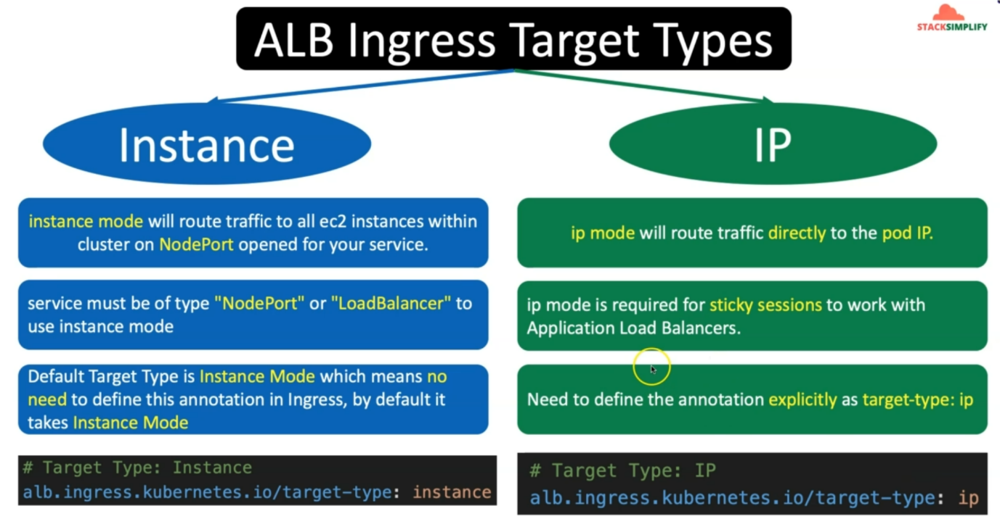 ALB Ingress Target Types
STACKSIMPLIFY
Instance
instance mode will route traffic to all ec2 instances within
cluster on NodePort opened for your service.
service must be of type "NodePort" or "LoadBalancer" to
use instance mode
Default Target Type is Instance Mode which means no
need to define this annotation in Ingress, by default it
takes Instance Mode
# Target Type: Instance
alb.ingress.kubernetes.io/target-type: instance
IP
ip mode will route traffic directly to the pod IP.
ip mode is required for sticky sessions to work with
Application Load Balancers.
Need to define the annotation explicitly as target-type: ip
# Target Type: IP
alb.ingress.kubernetes.io/target-type: ip